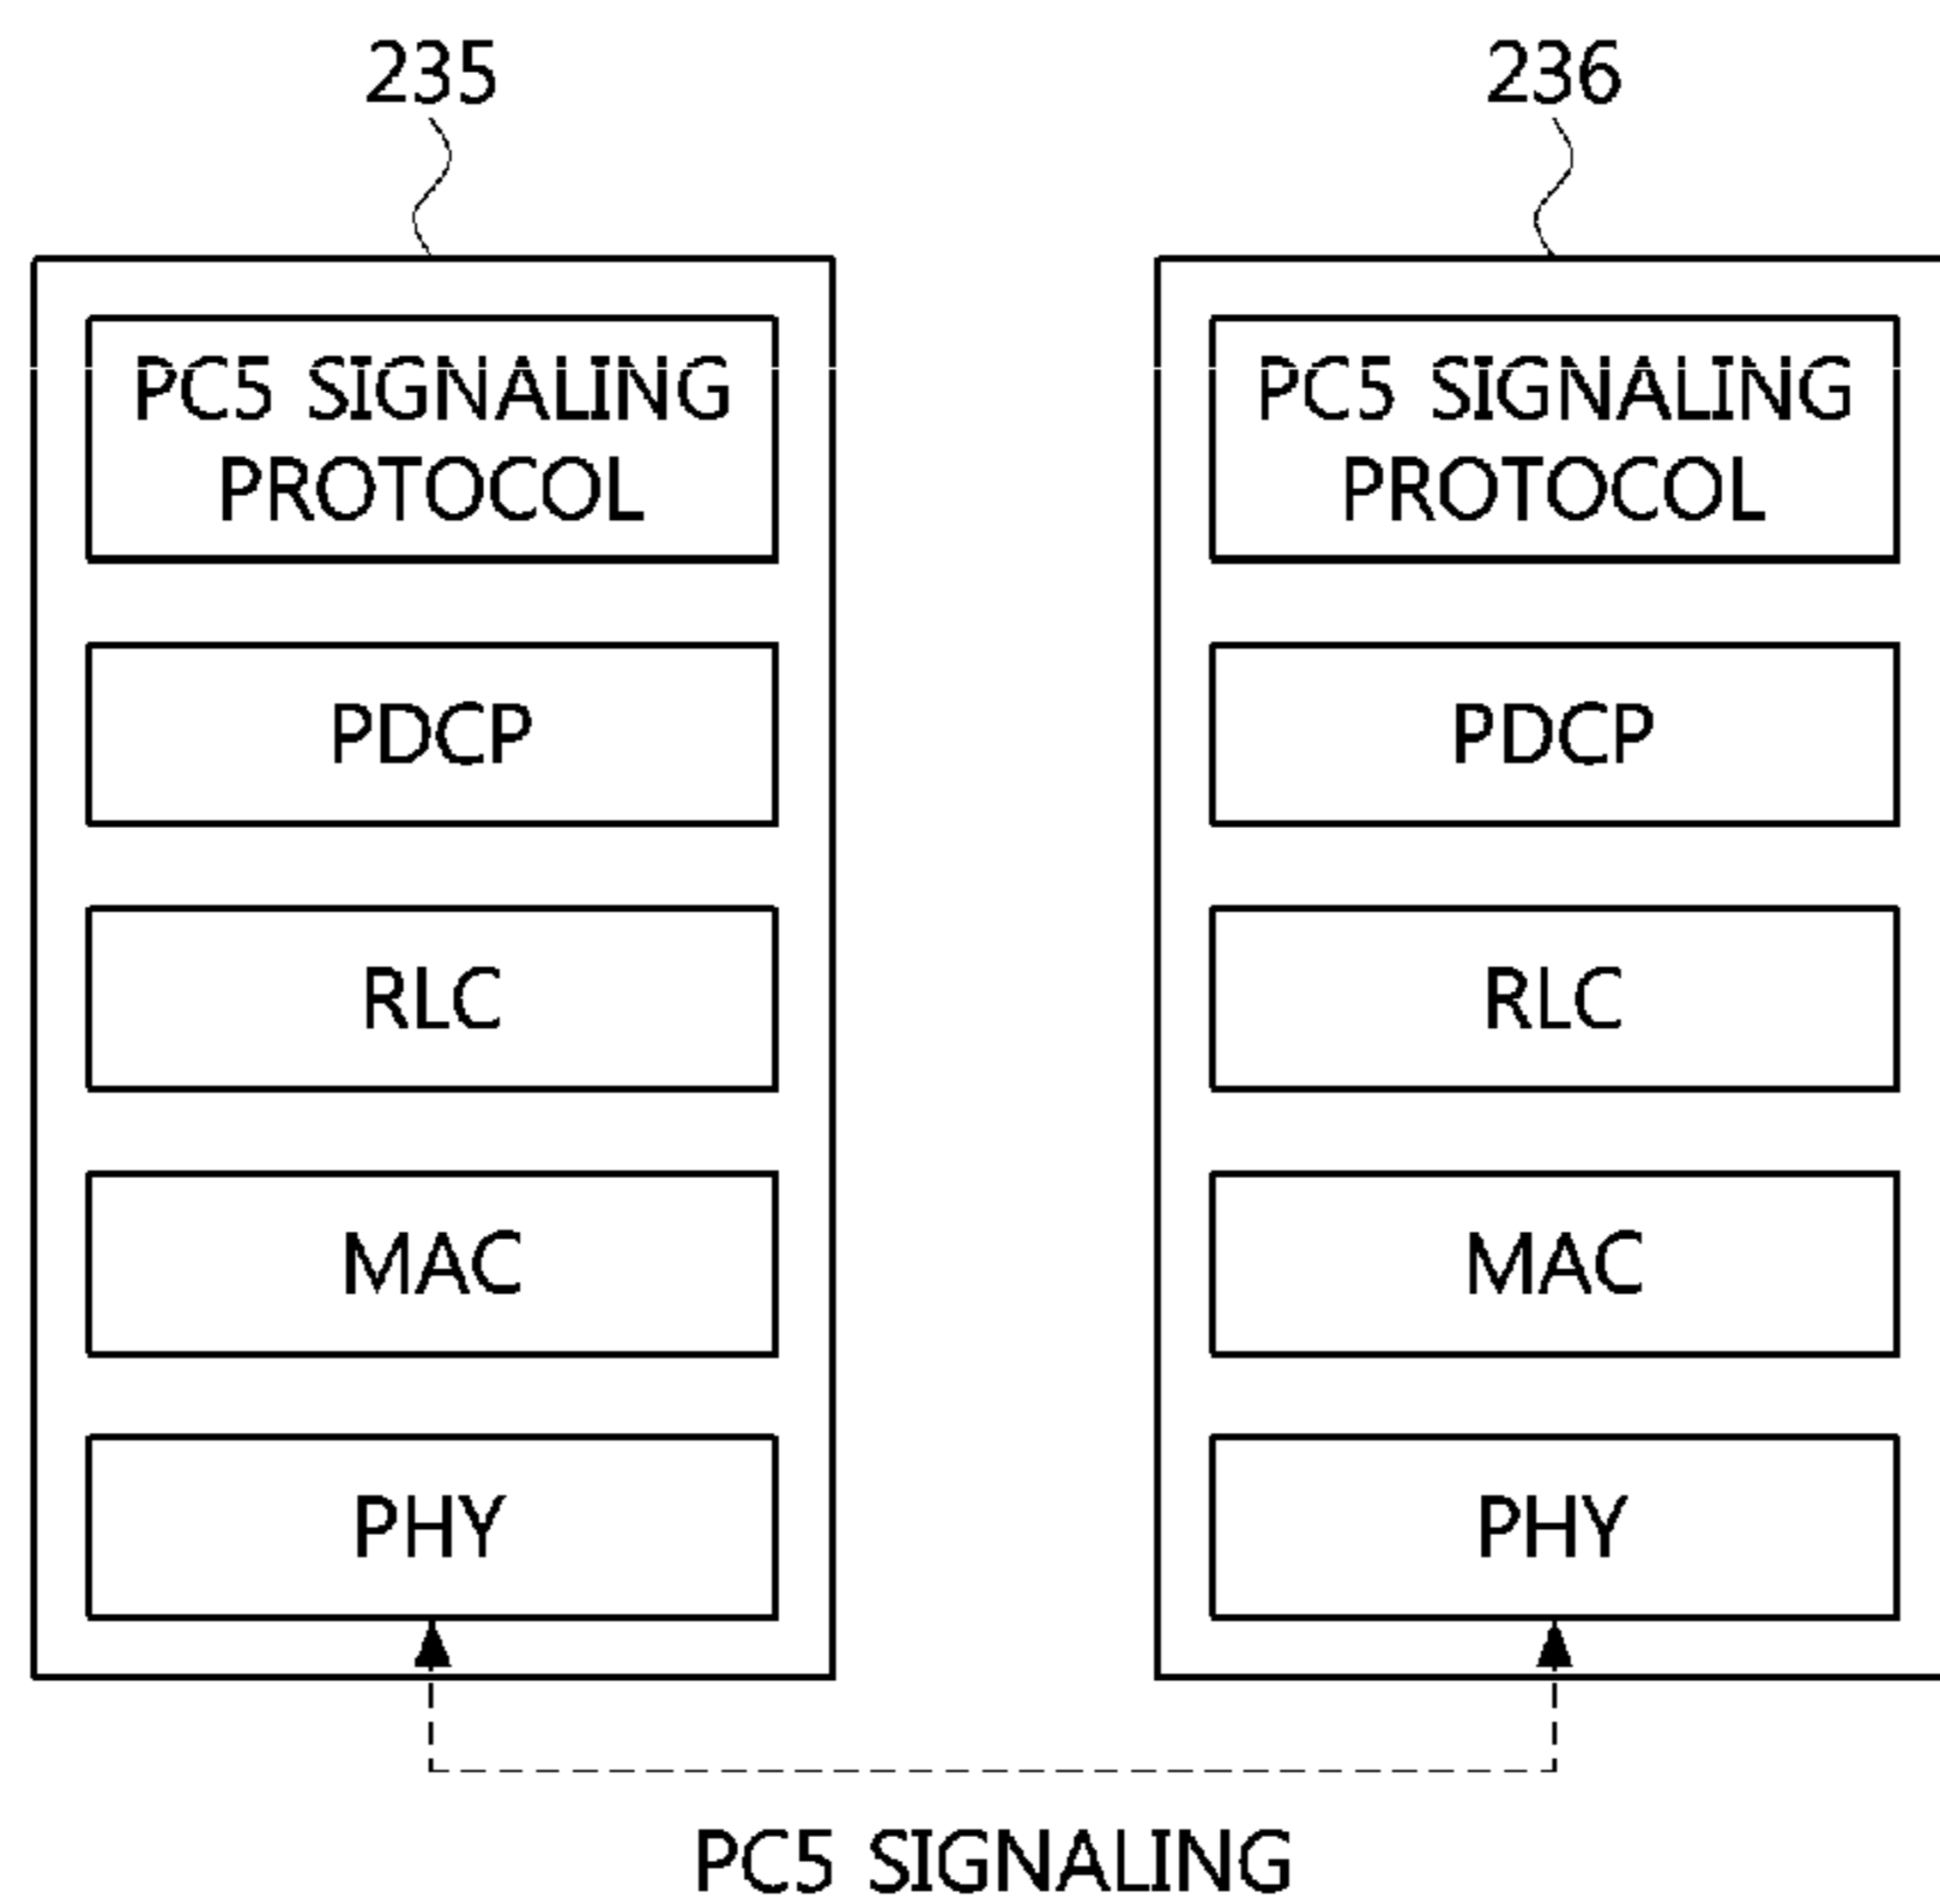 235
236
PC5 SIGNALING
PROTOCOL
PDCP
RLC
MAC
PHY
PC5 SIGNALING
PROTOCOL
PDCP
RLC
MAC
PHY
PC5 SIGNALING